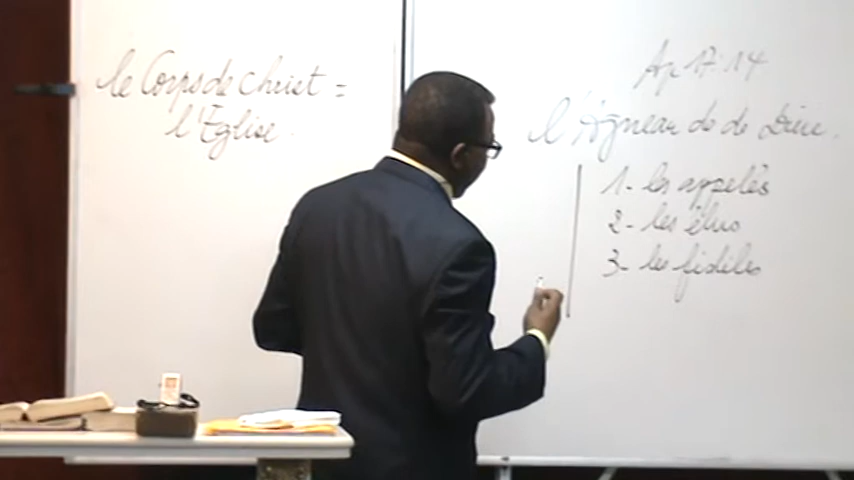 le Corps de Christ =
l'Eglise.
Ap 17:14
l'Agneau de de Dieu.
1- les appelés
2- les élus
3- les fidèles